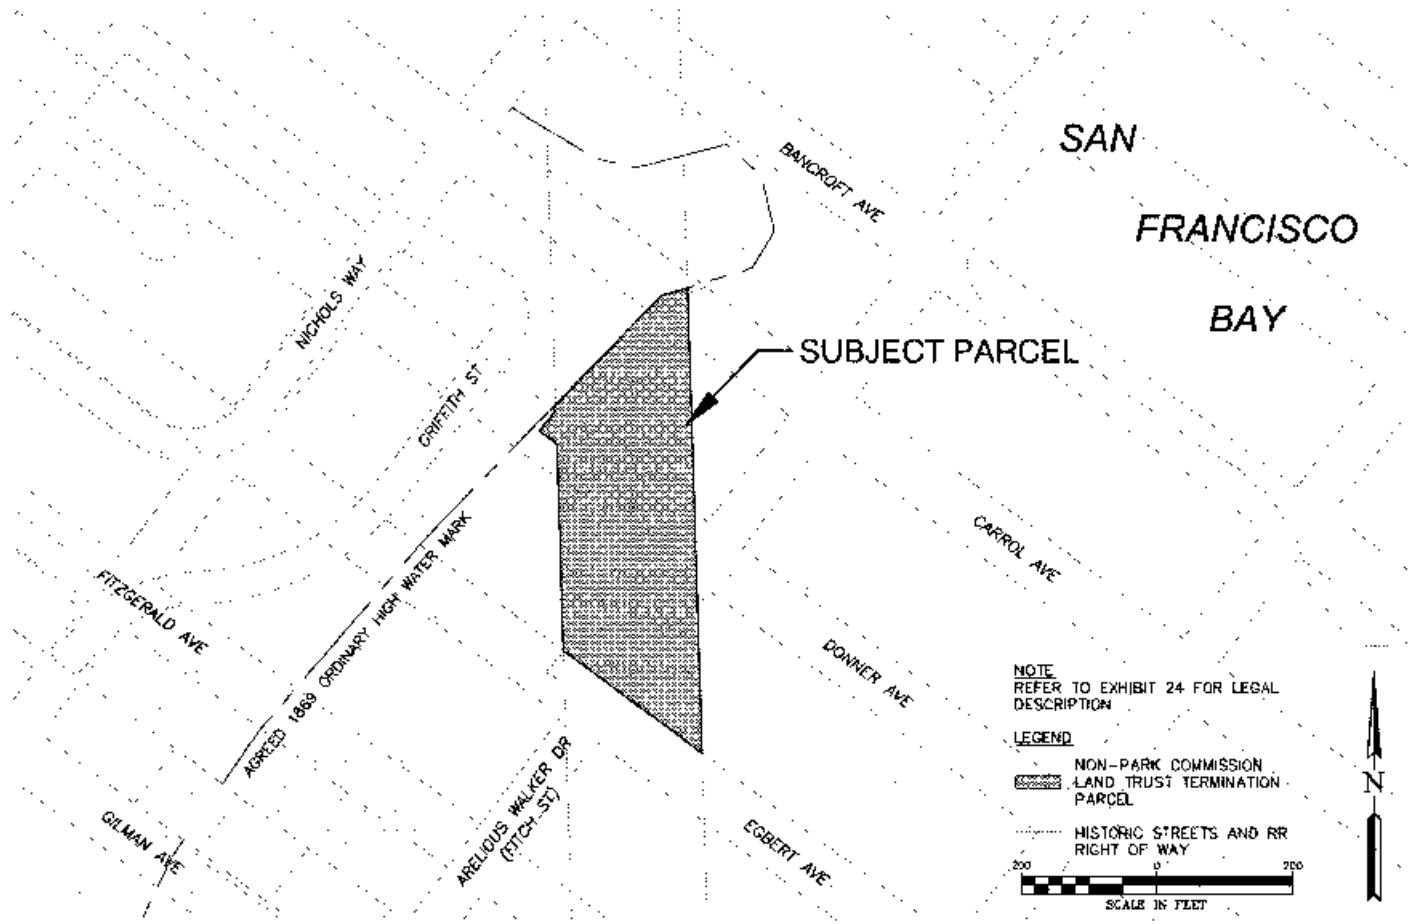 SAN
FRANCISCO
BAY
BANCROFT AVE
NICHOLS WAY
SUBJECT PARCEL
GRIFFITH ST
CARROL AVE
AGREED 1869 ORDINARY HIGH WATER MARK
FITZGERALD AVE
DONNER AVE
GILMAN AVE
ARELIOUS WALKER DR
(FITCH ST)
EGBERT AVE
NOTE
REFER TO EXHIBIT 24 FOR LEGAL
DESCRIPTION
LEGEND
NON-PARK COMMISSION
LAND TRUST TERMINATION
PARCEL
HISTORIC STREETS AND RR
RIGHT OF WAY
200 0 200
SCALE IN FEET
N